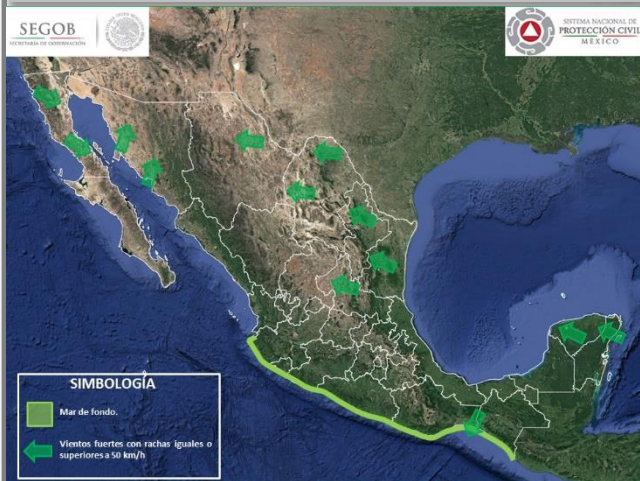 SEGOB
SECRETARÍA DE GOBERNACIÓN
SISTEMA NACIONAL DE
PROTECCIÓN CIVIL
MÉXICO
SIMBOLOGÍA
Mar de fondo.
Vientos fuertes con rachas iguales o
superiores a 50 km/h